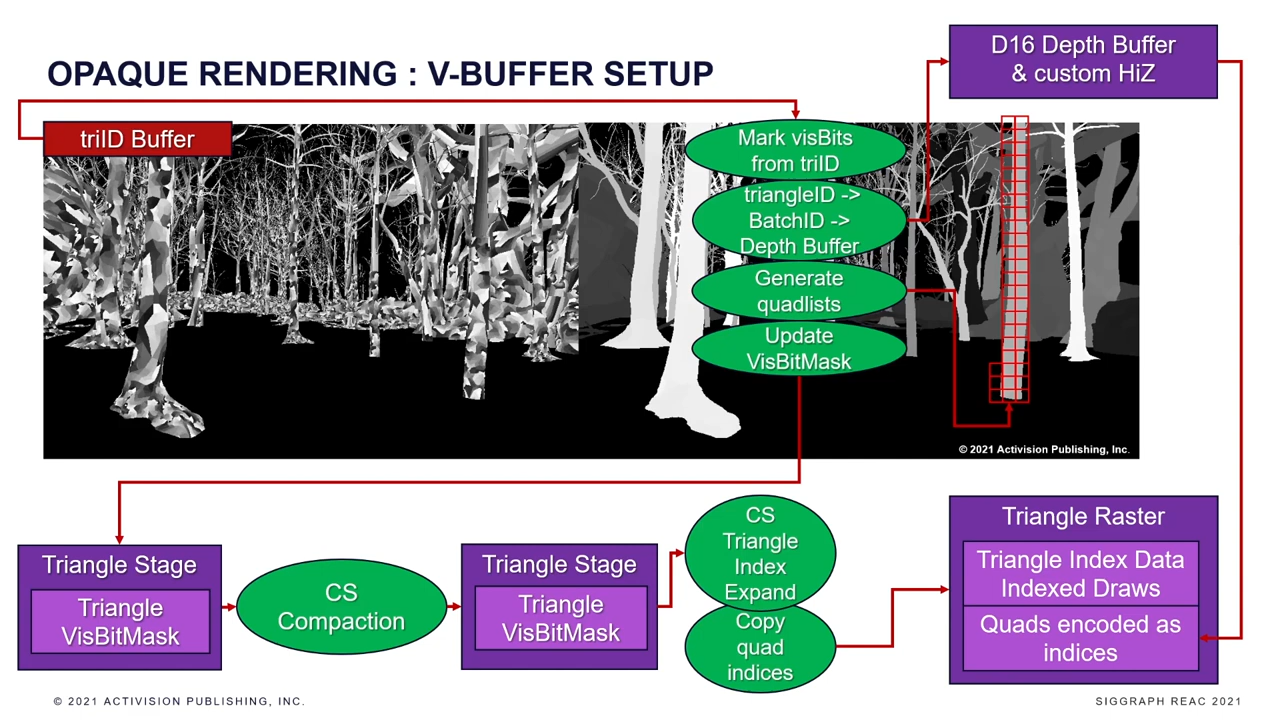 OPAQUE RENDERING : V-BUFFER SETUP
D16 Depth Buffer
& custom HiZ
triID Buffer
Mark visBits
from triID
triangleID ->
BatchID ->
Depth Buffer
Generate
quadlists
Update
VisBitMask
© 2021 Activision Publishing, Inc.
Triangle Stage
Triangle
VisBitMask
CS
Compaction
Triangle Stage
Triangle
VisBitMask
CS
Triangle
Index
Expand
Copy
quad
indices
Triangle Raster
Triangle Index Data
Indexed Draws
Quads encoded as
indices
© 2021 ACTIVISION PUBLISHING, INC.
SIGGRAPH REAC 2021